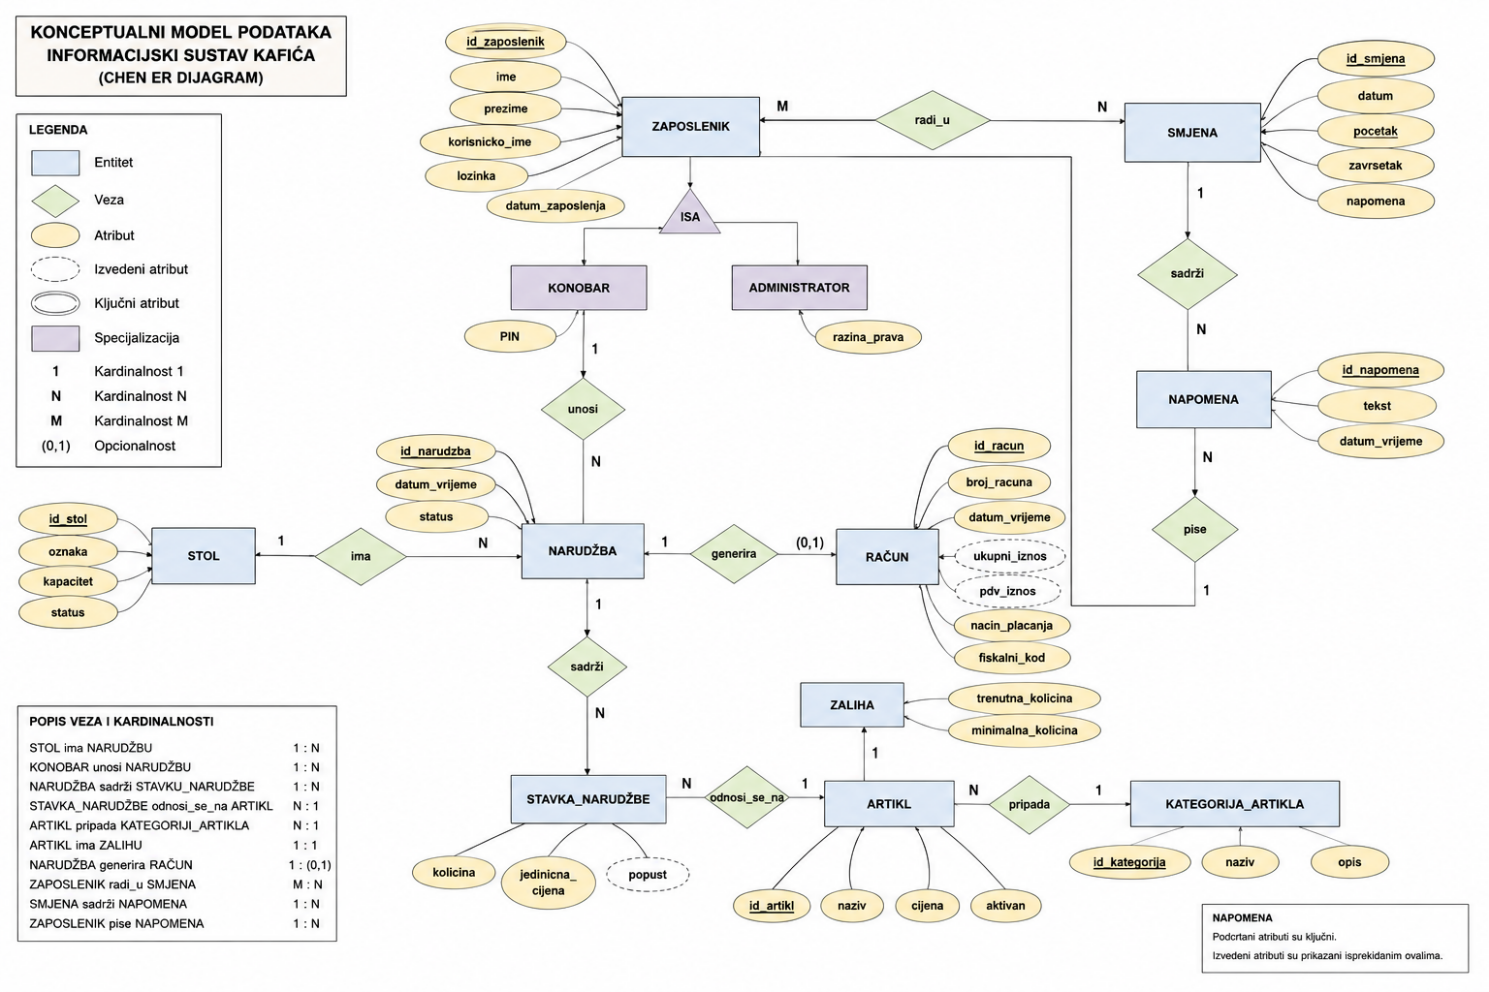 KONCEPTUALNI MODEL PODATAKA
INFORMACIJSKI SUSTAV KAFIĆA
(CHEN ER DIJAGRAM)
LEGENDA
Entitet
Veza
Atribut
Izvedeni atribut
Ključni atribut
Specijalizacija
1 Kardinalnost 1
N Kardinalnost N
M Kardinalnost M
(0,1) Opcionalnost
id_zaposlenik
ime
prezime
korisnicko_ime
lozinka
datum_zaposlenja
ZAPOSLENIK
M
radi_u
N
SMJENA
id_smjena
datum
pocetak
zavrsetak
napomena
ISA
KONOBAR
ADMINISTRATOR
PIN
razina_prava
1
sadrži
N
1
unosi
N
NAPOMENA
id_napomena
tekst
datum_vrijeme
N
pise
1
id_narudzba
datum_vrijeme
status
id_racun
broj_racuna
datum_vrijeme
ukupni_iznos
pdv_iznos
nacin_placanja
fiskalni_kod
id_stol
oznaka
kapacitet
status
STOL
1
ima
N
NARUDŽBA
1
generira
(0,1)
RAČUN
1
sadrži
N
ZALIHA
trenutna_kolicina
minimalna_kolicina
1
STAVKA_NARUDŽBE
N
odnosi_se_na
1
ARTIKL
N
pripada
1
KATEGORIJA_ARTIKLA
kolicina
jedinicna_
cijena
popust
id_artikl
naziv
cijena
aktivan
id_kategorija
naziv
opis
POPIS VEZA I KARDINALNOSTI
STOL ima NARUDŽBU 1 : N
KONOBAR unosi NARUDŽBU 1 : N
NARUDŽBA sadrži STAVKU_NARUDŽBE 1 : N
STAVKA_NARUDŽBE odnosi_se_na ARTIKL N : 1
ARTIKL pripada KATEGORIJI_ARTIKLA N : 1
ARTIKL ima ZALIHU 1 : 1
NARUDŽBA generira RAČUN 1 : (0,1)
ZAPOSLENIK radi_u SMJENA M : N
SMJENA sadrži NAPOMENA 1 : N
ZAPOSLENIK pise NAPOMENA 1 : N
NAPOMENA
Podcrtani atributi su ključni.
Izvedeni atributi su prikazani isprekidanim ovalima.